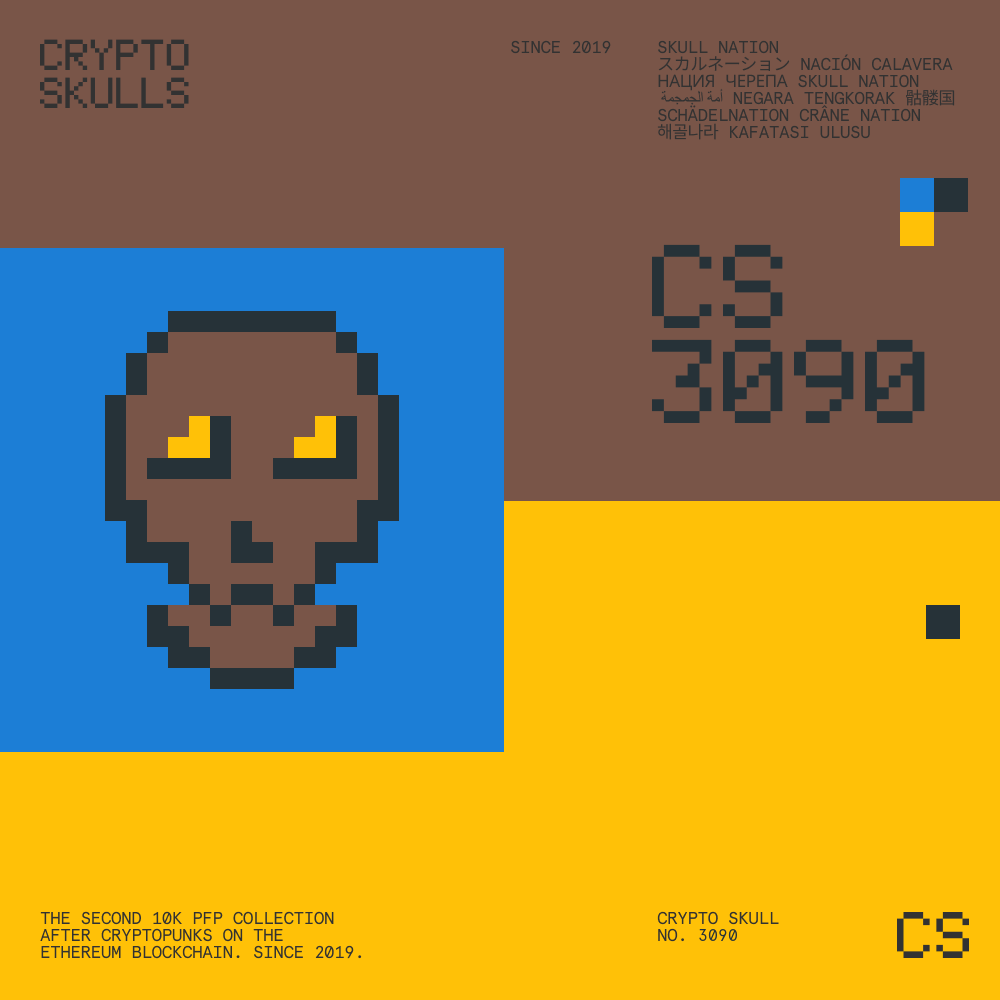 CRYPTO
SKULLS
SINCE 2019
SKULL NATION
スカルネーション NACIÓN CALAVERA
НАЦИЯ ЧЕРЕПА SKULL NATION
أمة الجمجمة NEGARA TENGKORAK 骷髅国
SCHÄDELNATION CRÂNE NATION
해골나라 KAFATASI ULUSU
CS
3090
THE SECOND 10K PFP COLLECTION
AFTER CRYPTOPUNKS ON THE
ETHEREUM BLOCKCHAIN. SINCE 2019.
CRYPTO SKULL
NO. 3090
CS